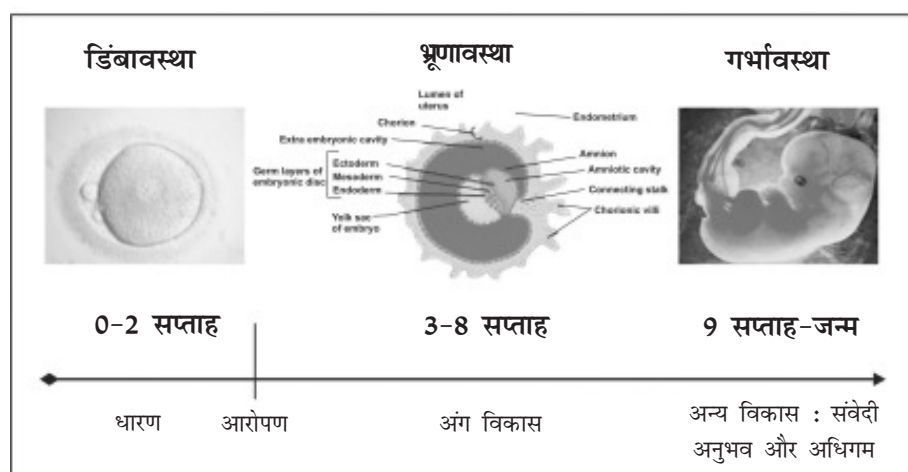 डिंबावस्था
भ्रूणावस्था
गर्भावस्था
Lumen of
uterus
Chorion
Extra embryonic cavity
Germ layers of
embryonic disc
Ectoderm
Mesoderm
Endoderm
Yolk sac
of embryo
Endometrium
Amnion
Amniotic cavity
Connecting stalk
Chorionic villi
0-2 सप्ताह
3-8 सप्ताह
9 सप्ताह-जन्म
धारण
आरोपण
अंग विकास
अन्य विकास : संवेदी
अनुभव और अधिगम